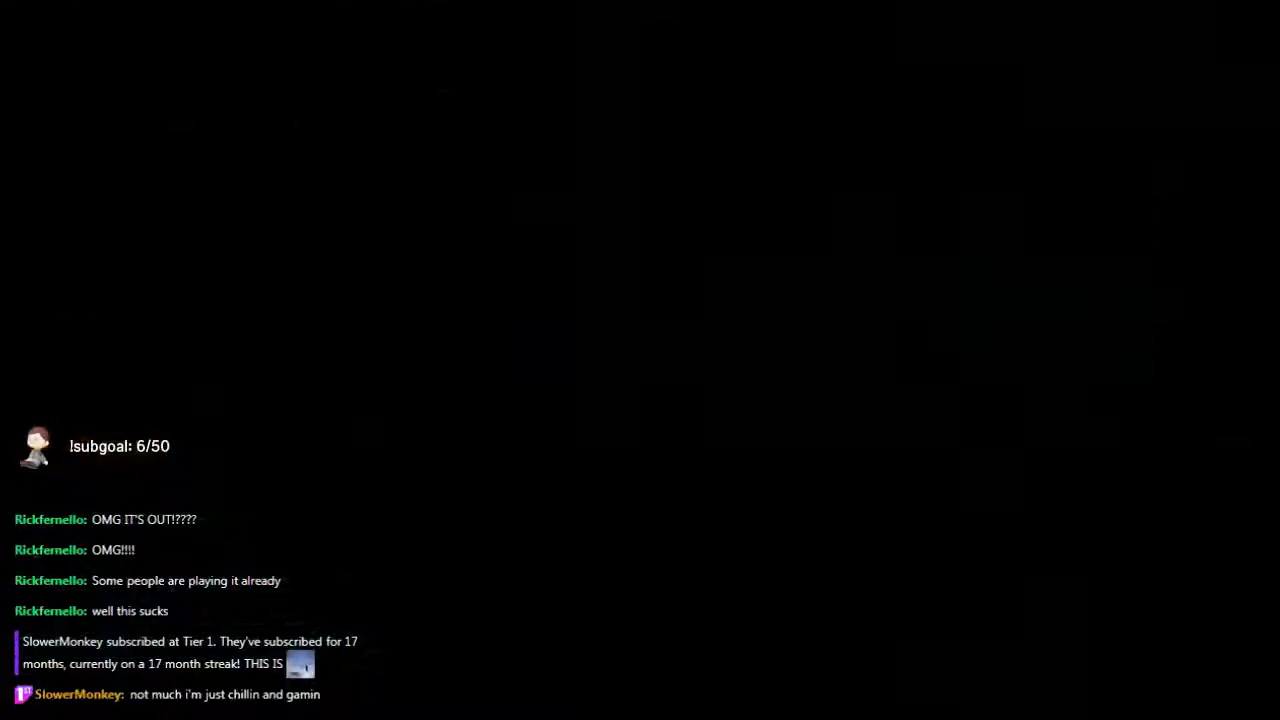 !subgoal: 6/50
Rickfernello: OMG IT'S OUT!????
Rickfernello: OMG!!!!
Rickfernello: Some people are playing it already
Rickfernello: well this sucks
SlowerMonkey subscribed at Tier 1. They've subscribed for 17
months, currently on a 17 month streak! THIS IS
1ST SlowerMonkey: not much i'm just chillin and gamin